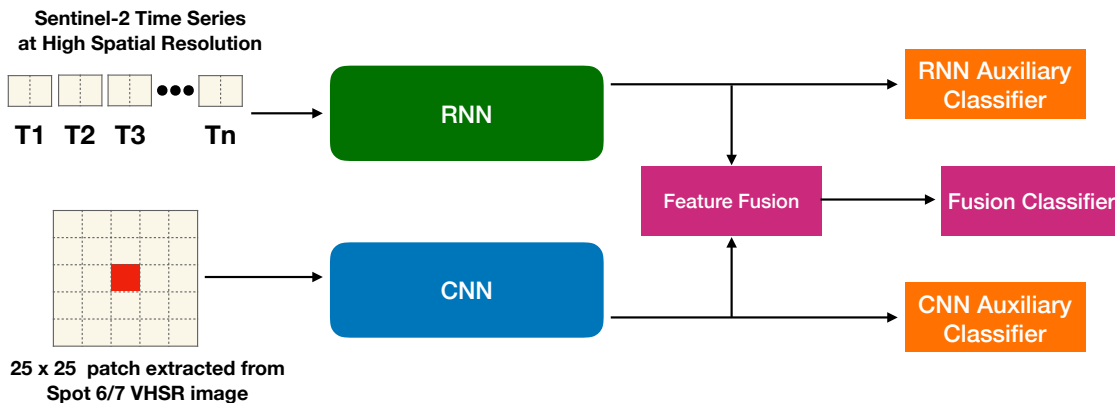 Sentinel-2 Time Series
at High Spatial Resolution
T1 T2 T3 Tn
RNN
RNN Auxiliary
Classifier
Feature Fusion
Fusion Classifier
CNN
CNN Auxiliary
Classifier
25 x 25 patch extracted from
Spot 6/7 VHSR image